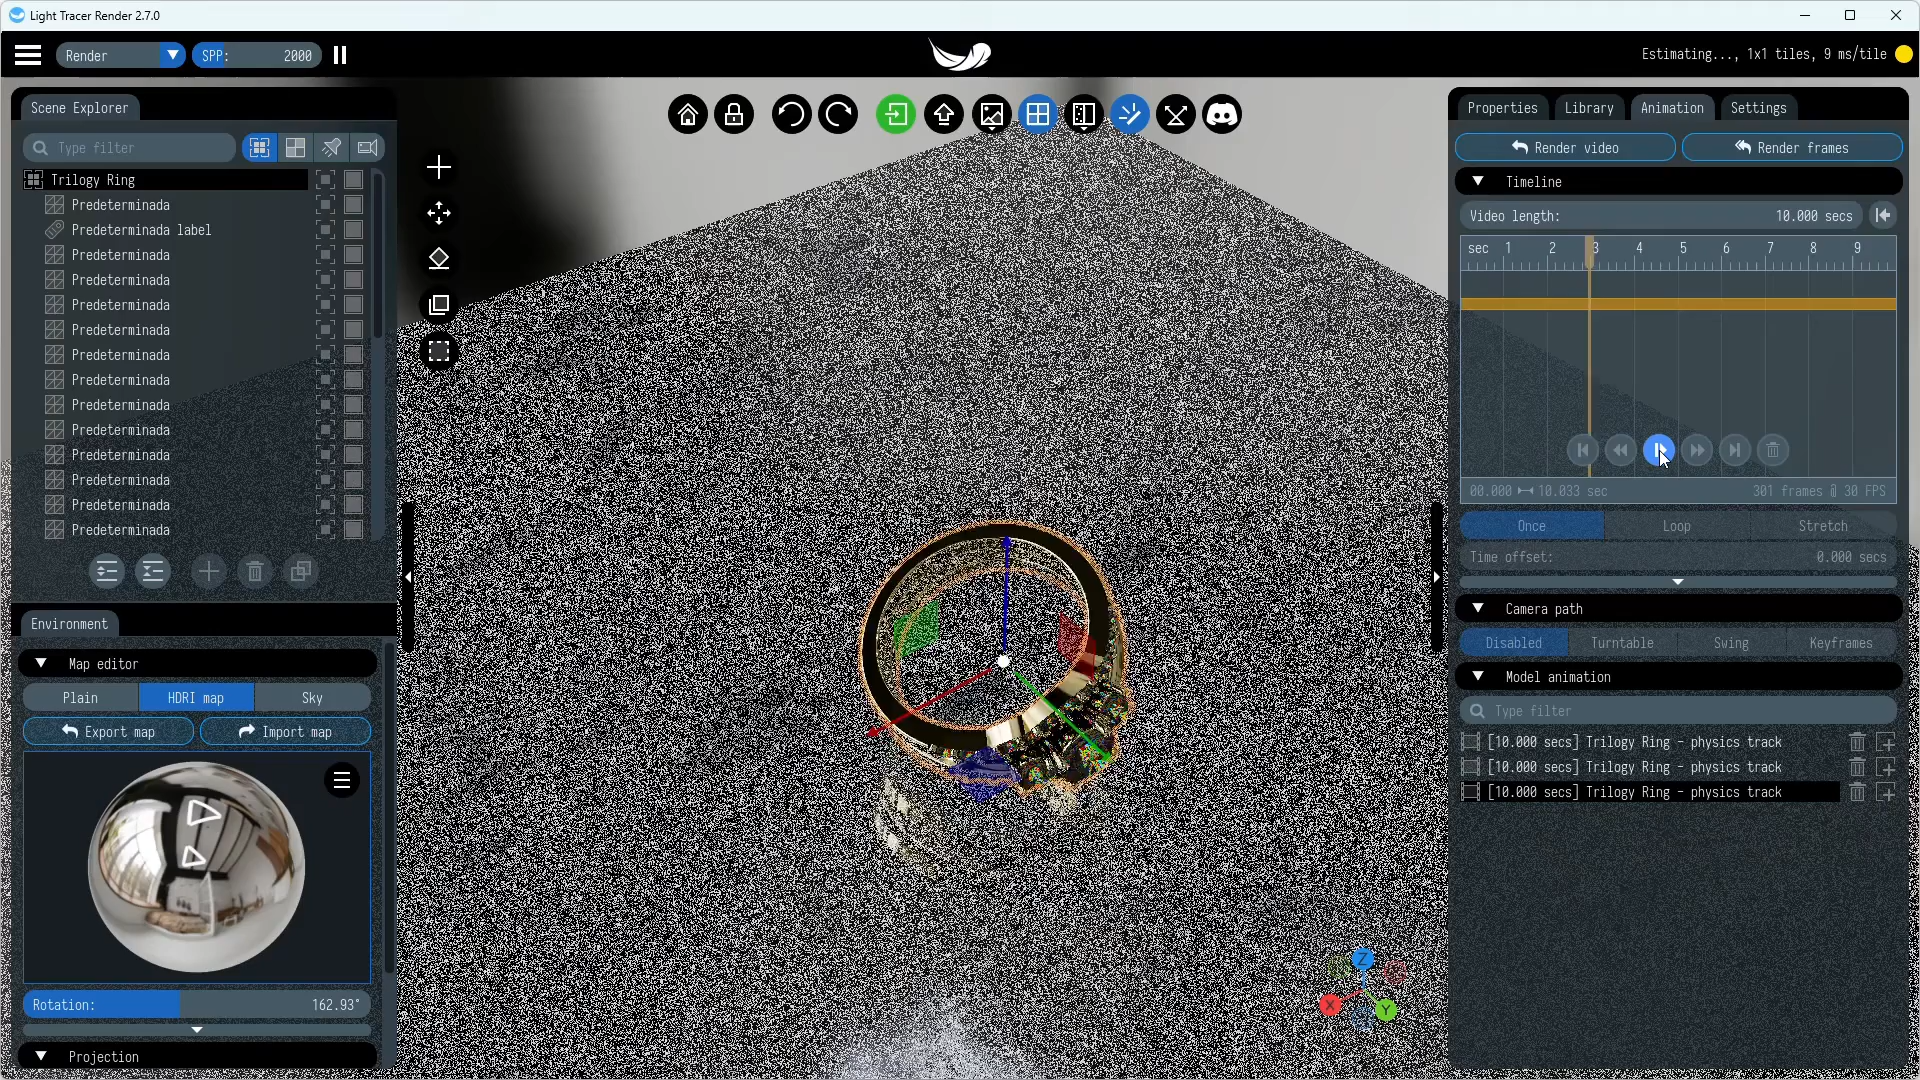 Light Tracer Render 2.7.0
Render
SPP: 2000
Estimating..., 1x1 tiles, 9 ms/tile
Scene Explorer
Type filter
Trilogy Ring
Predeterminada
Predeterminada label
Predeterminada
Predeterminada
Predeterminada
Predeterminada
Predeterminada
Predeterminada
Predeterminada
Predeterminada
Predeterminada
Predeterminada
Predeterminada
Predeterminada
Environment
Map editor
Plain HDRI map Sky
Export map Import map
Rotation: 162.93°
Projection
Z
X
Y
Properties Library Animation Settings
Render video Render frames
Timeline
Video length: 10.000 secs
sec 1 2 3 4 5 6 7 8 9
00.000 10.033 sec 301 frames @ 30 FPS
Once Loop Stretch
Time offset: 0.000 secs
Camera path
Disabled Turntable Swing Keyframes
Model animation
Type filter
[10.000 secs] Trilogy Ring - physics track
[10.000 secs] Trilogy Ring - physics track
[10.000 secs] Trilogy Ring - physics track